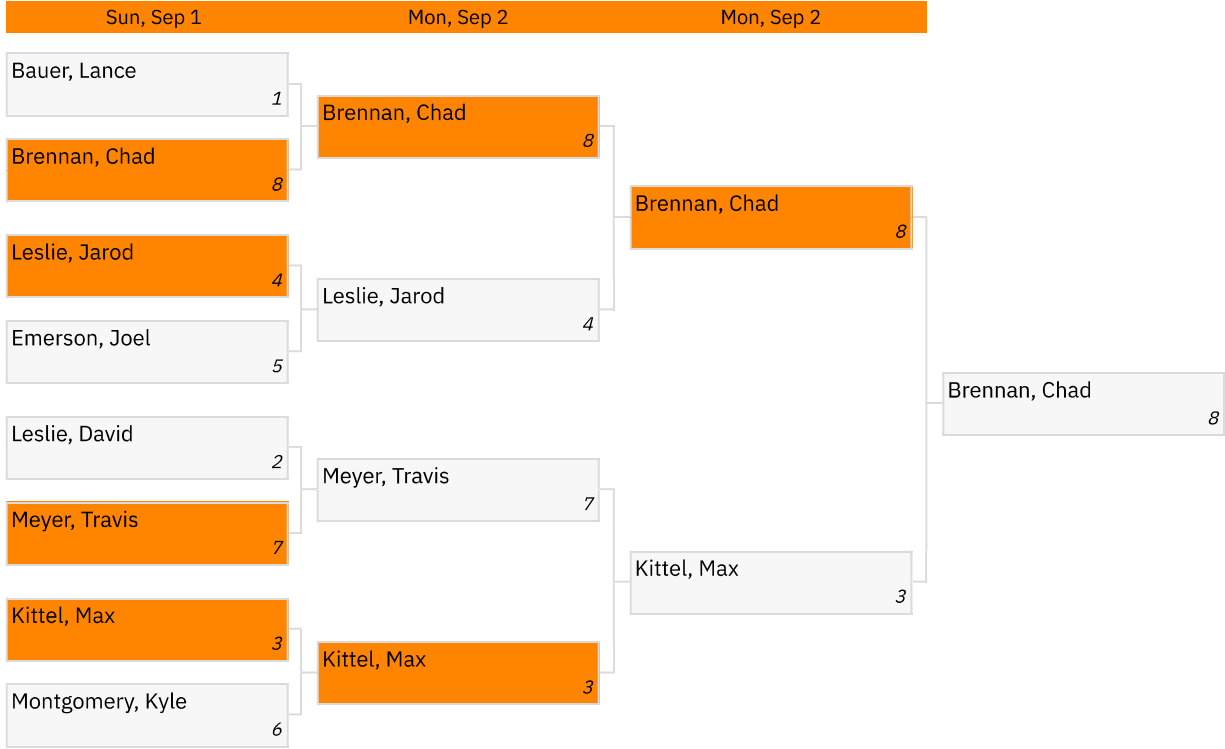 Sun, Sep 1
Mon, Sep 2
Mon, Sep 2
Bauer, Lance
1
Brennan, Chad
8
Leslie, Jarod
4
Emerson, Joel
5
Leslie, David
2
Meyer, Travis
7
Kittel, Max
3
Montgomery, Kyle
6
Brennan, Chad
8
Leslie, Jarod
4
Meyer, Travis
7
Kittel, Max
3
Brennan, Chad
8
Kittel, Max
3
Brennan, Chad
8